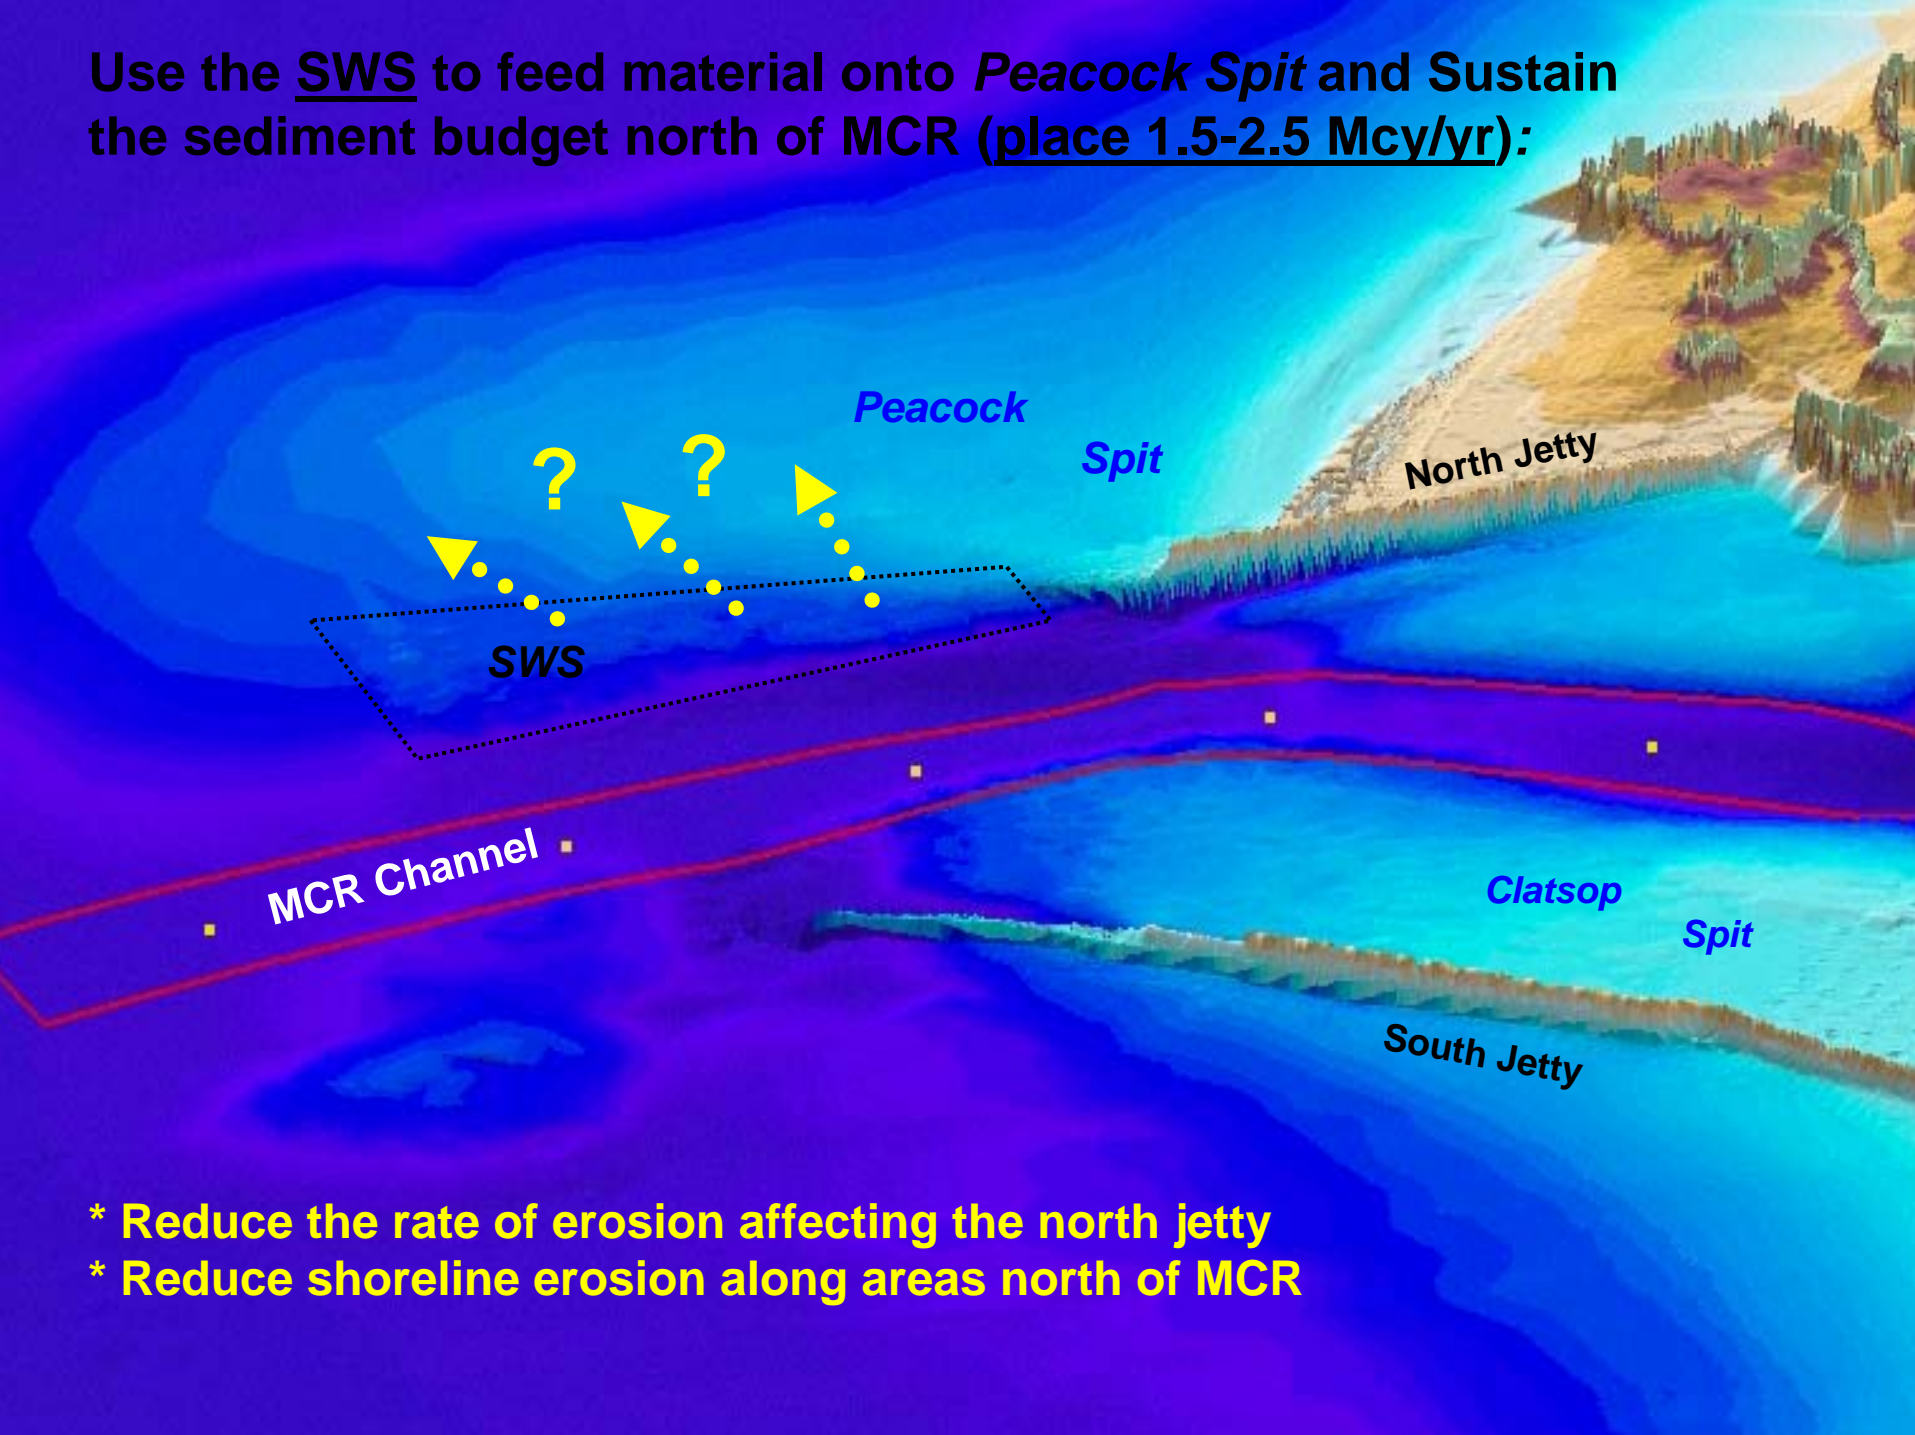 Use the SWS to feed material onto Peacock Spit and Sustain
the sediment budget north of MCR (place 1.5-2.5 Mcy/yr):
Peacock
Spit
? ?
North Jetty
SWS
MCR Channel
Clatsop
Spit
South Jetty
* Reduce the rate of erosion affecting the north jetty
* Reduce shoreline erosion along areas north of MCR